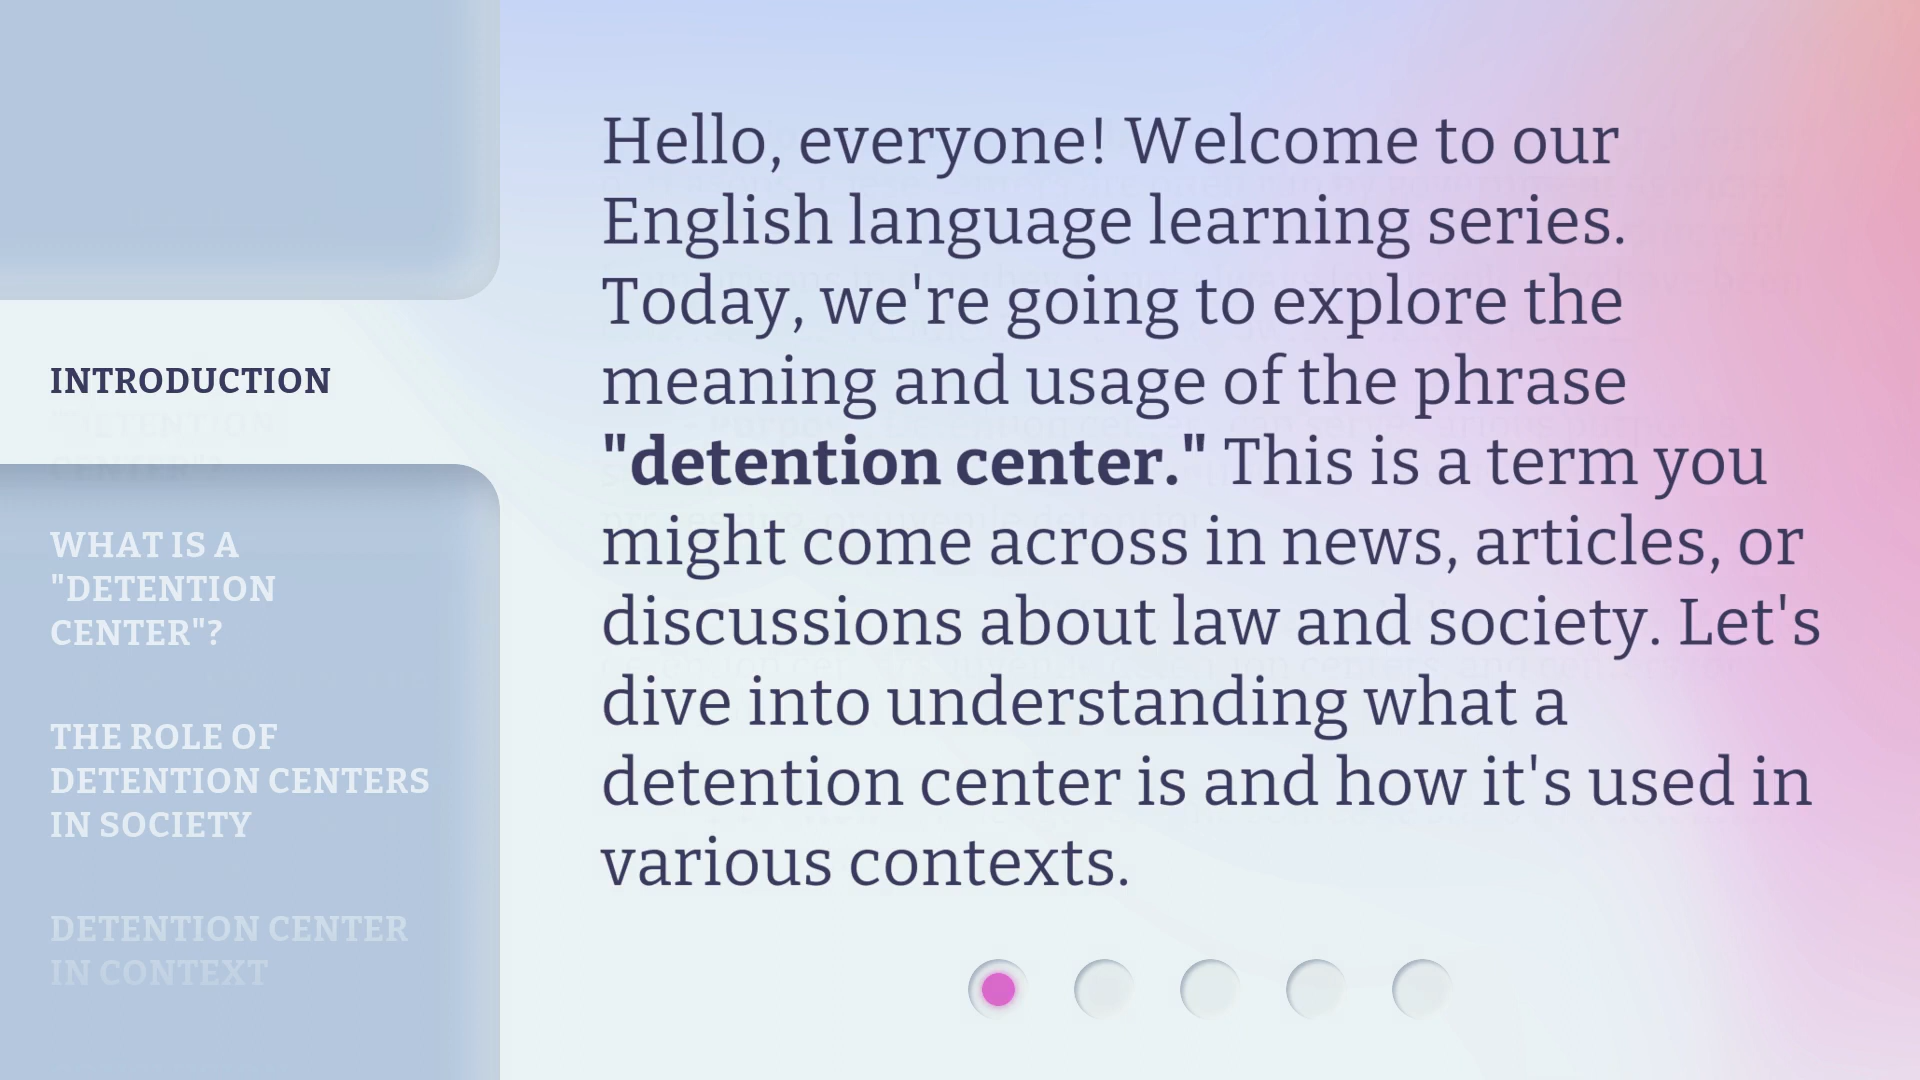 INTRODUCTION
WHAT IS A
"DETENTION
CENTER"?
THE ROLE OF
DETENTION CENTERS
IN SOCIETY
DETENTION CENTER
IN CONTEXT
Hello, everyone! Welcome to our
English language learning series.
Today, we're going to explore the
meaning and usage of the phrase
"detention center." This is a term you
might come across in news, articles, or
discussions about law and society. Let's
dive into understanding what a
detention center is and how it's used in
various contexts.